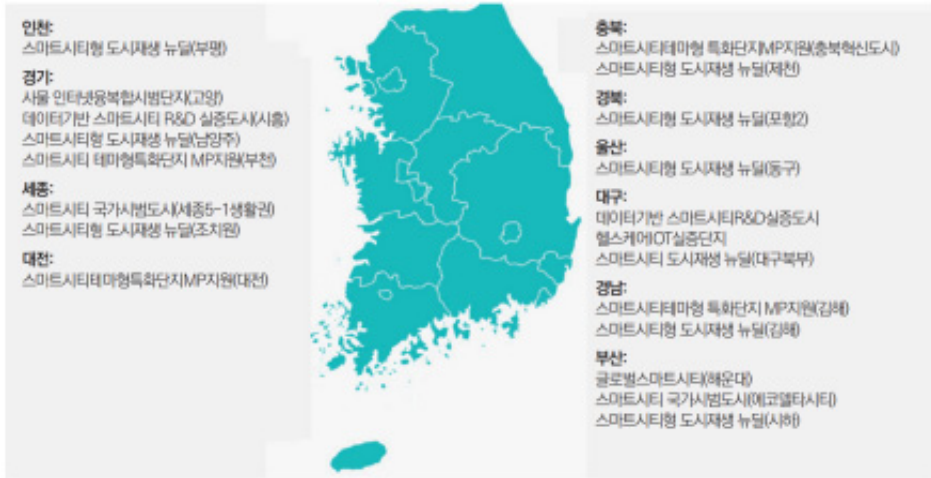 인천:
스마트시티형 도시재생 뉴딜(부평)
경기:
사물 인터넷융복합시범단지(고양)
데이터기반 스마트시티 R&D 실증도시(시흥)
스마트시티형 도시재생 뉴딜(남양주)
스마트시티 테마형특화단지 MP지원(부천)
세종:
스마트시티 국가시범도시(세종5-1생활권)
스마트시티형 도시재생 뉴딜(조치원)
대전:
스마트시티테마형특화단지MP지원(대전)
충북:
스마트시티테마형 특화단지MP지원(충북혁신도시)
스마트시티형 도시재생 뉴딜(제천)
경북:
스마트시티형 도시재생 뉴딜(포항2)
울산:
스마트시티형 도시재생 뉴딜(동구)
대구:
데이터기반 스마트시티R&D실증도시
헬스케어IOT실증단지
스마트시티 도시재생 뉴딜(대구북부)
경남:
스마트시티테마형 특화단지 MP지원(김해)
스마트시티형 도시재생 뉴딜(김해)
부산:
글로벌스마트시티(해운대)
스마트시티 국가시범도시(에코델타시티)
스마트시티형 도시재생 뉴딜(사하)